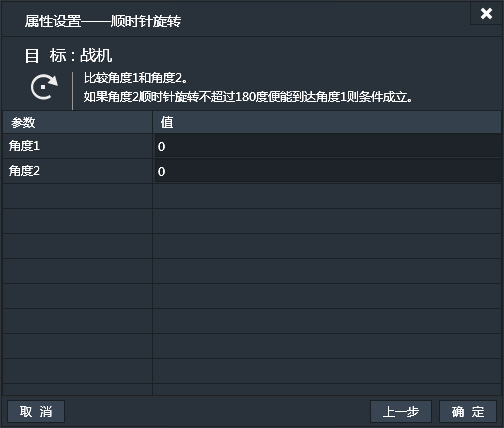 属性设置——顺时针旋转
目 标:战机
比较角度1和角度2。
如果角度2顺时针旋转不超过180度便能到达角度1则条件成立。
参数 值
角度1 0
角度2 0
取 消 上一步 确 定